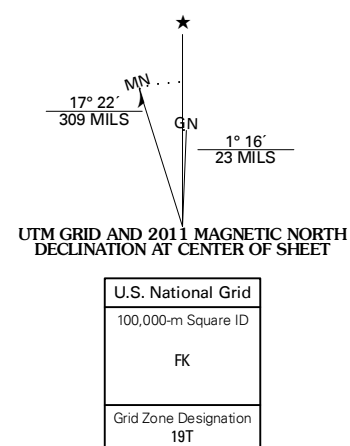 ★
MN
17° 22´
309 MILS
GN
1° 16´
23 MILS
UTM GRID AND 2011 MAGNETIC NORTH
DECLINATION AT CENTER OF SHEET
U.S. National Grid
100,000-m Square ID
FK
Grid Zone Designation
19T